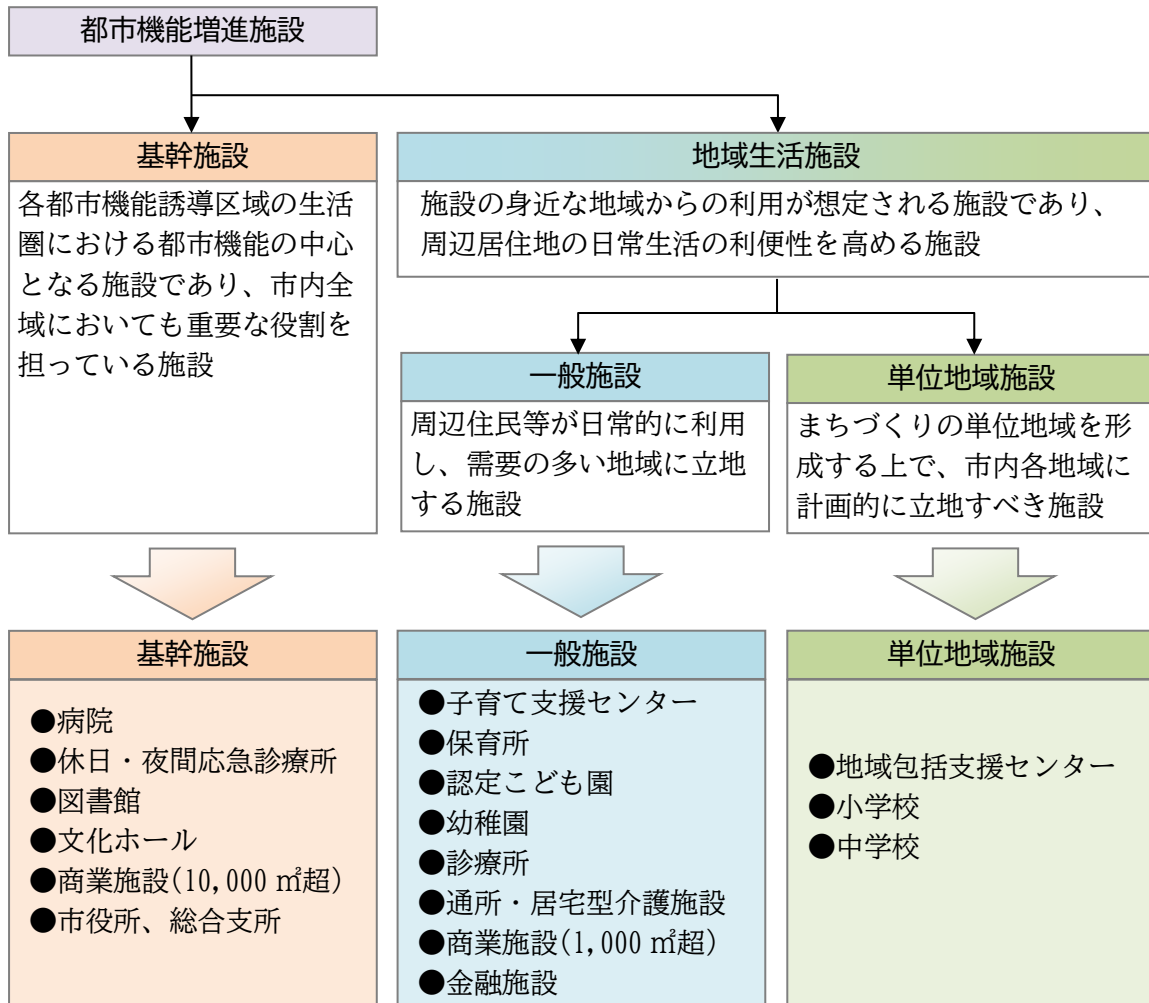 都市機能増進施設
基幹施設
各都市機能誘導区域の生活
圏における都市機能の中心
となる施設であり、市内全
域においても重要な役割を
担っている施設
地域生活施設
施設の身近な地域からの利用が想定される施設であり、
周辺居住地の日常生活の利便性を高める施設
一般施設
周辺住民等が日常的に利用
し、需要の多い地域に立地
する施設
単位地域施設
まちづくりの単位地域を形
成する上で、市内各地域に
計画的に立地すべき施設
基幹施設
●病院
●休日・夜間応急診療所
●図書館
●文化ホール
●商業施設(10,000 ㎡超)
●市役所、総合支所
一般施設
●子育て支援センター
●保育所
●認定こども園
●幼稚園
●診療所
●通所・居宅型介護施設
●商業施設(1,000 ㎡超)
●金融施設
単位地域施設
●地域包括支援センター
●小学校
●中学校